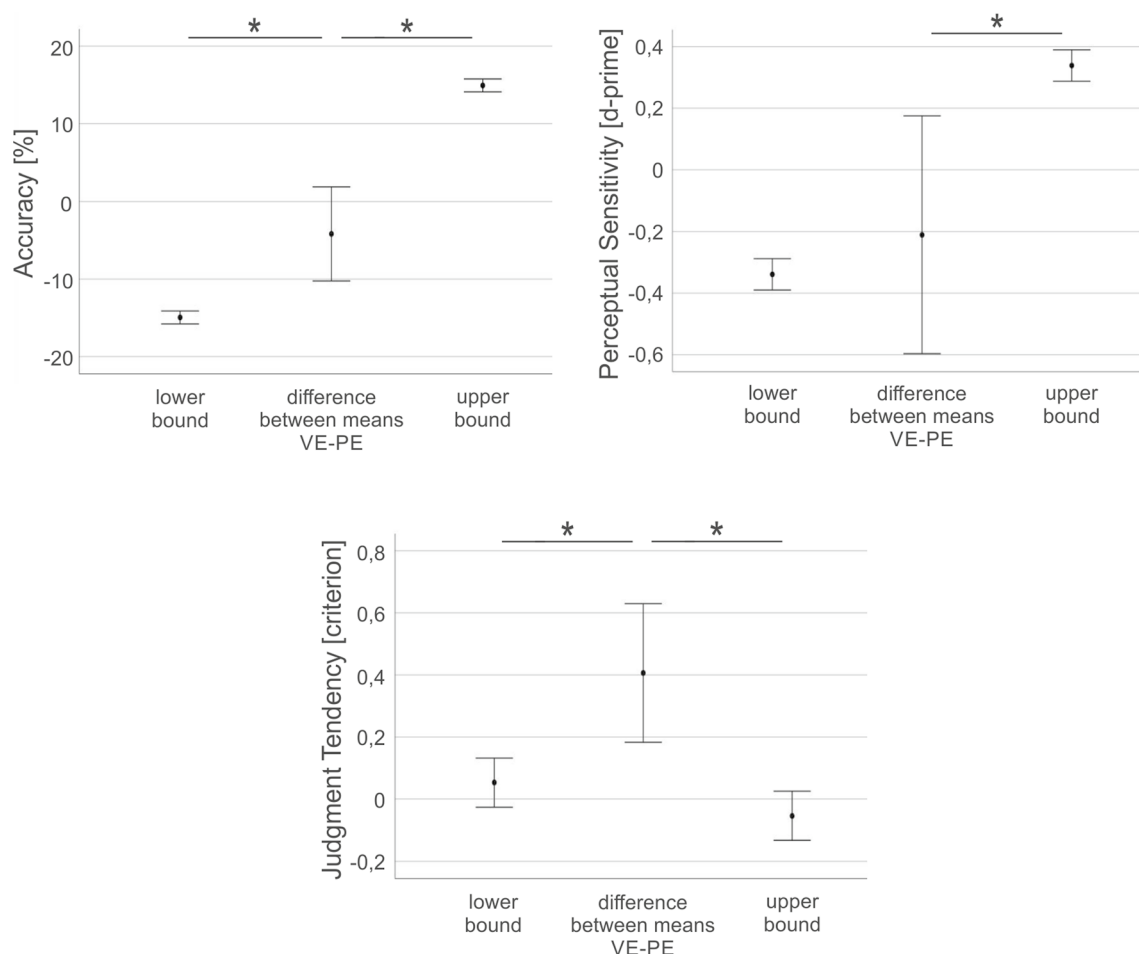 *
*
20
10
0
-10
-20
Accuracy [%]
lower
bound
difference
between means
VE-PE
upper
bound
*
0,4
0,2
0
-0,2
-0,4
-0,6
Perceptual Sensitivity [d-prime]
lower
bound
difference
between means
VE-PE
upper
bound
*
*
0,8
0,6
0,4
0,2
0
-0,2
Judgment Tendency [criterion]
lower
bound
difference
between means
VE-PE
upper
bound